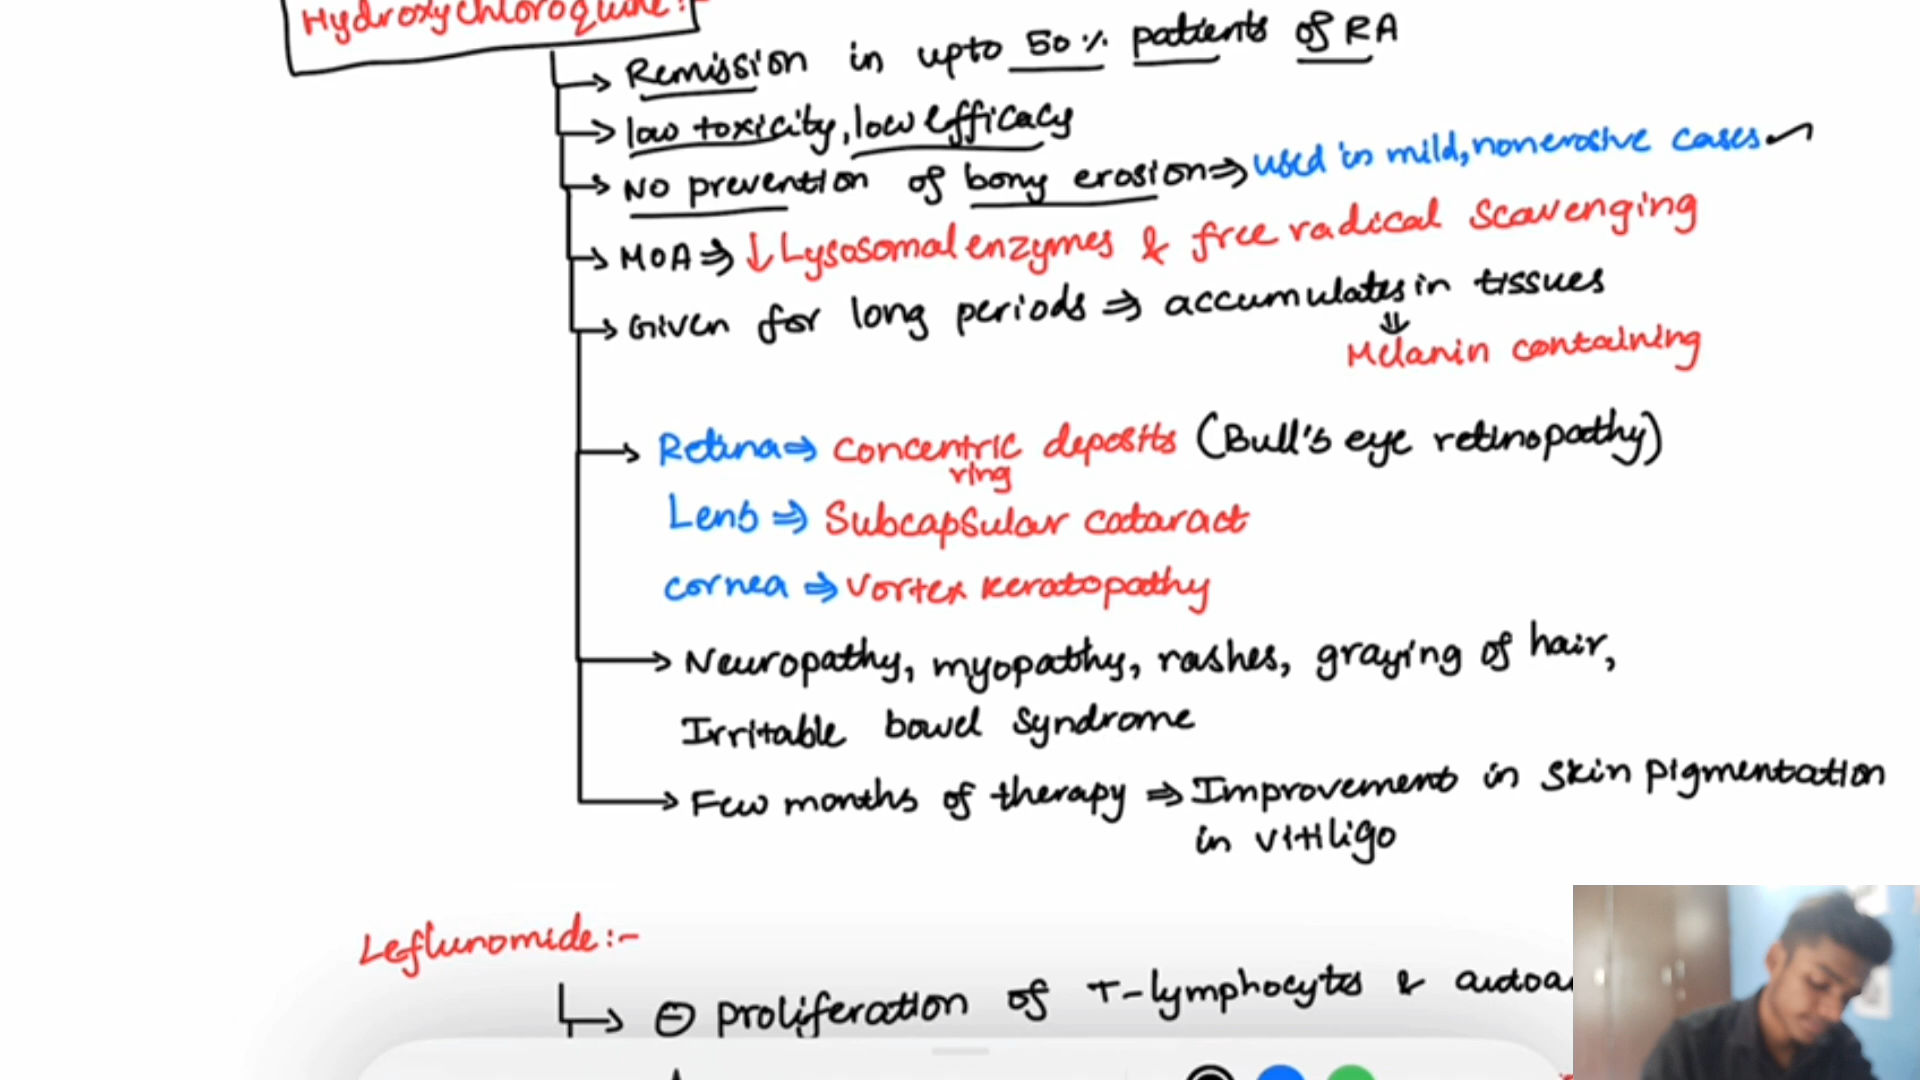 Hydroxychloroquine:-
Remission in upto 50% patients of RA
low toxicity, low efficacy
No prevention of bony erosion ⇒ used in mild, nonerosive cases
MOA ⇒ ↓ Lysosomal enzymes & free radical scavenging
Given for long periods ⇒ accumulates in tissues
⇓
Melanin containing
Retina ⇒ concentric deposits (Bull's eye retinopathy)
ring
Lens ⇒ Subcapsular cataract
cornea ⇒ Vortex keratopathy
Neuropathy, myopathy, rashes, graying of hair,
Irritable bowel syndrome
Few months of therapy ⇒ Improvement in skin pigmentation
in vitiligo
Leflunomide:-
⊖ proliferation of T-lymphocytes &